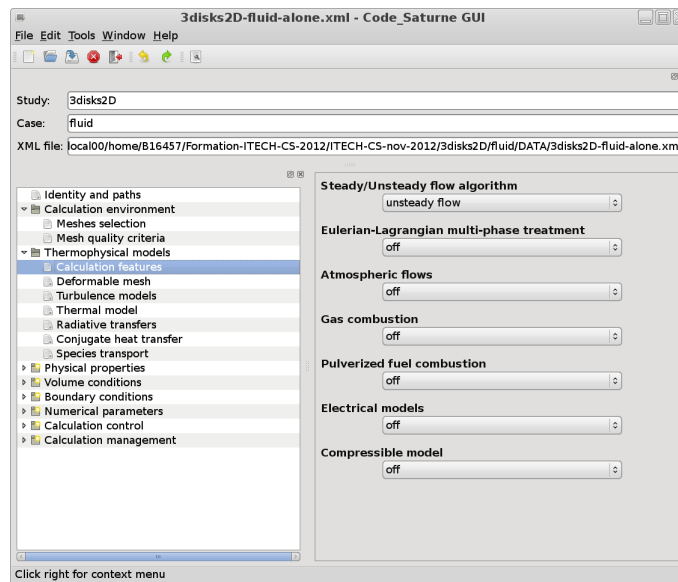 3disks2D-fluid-alone.xml - Code_Saturne GUI
File Edit Tools Window Help
Study: 3disks2D
Case: fluid
XML file: local00/home/B16457/Formation-ITECH-CS-2012/ITECH-CS-nov-2012/3disks2D/fluid/DATA/3disks2D-fluid-alone.xm
Identity and paths
Calculation environment
Meshes selection
Mesh quality criteria
Thermophysical models
Calculation features
Deformable mesh
Turbulence models
Thermal model
Radiative transfers
Conjugate heat transfer
Species transport
Physical properties
Volume conditions
Boundary conditions
Numerical parameters
Calculation control
Calculation management
Steady/Unsteady flow algorithm
unsteady flow
Eulerian-Lagrangian multi-phase treatment
off
Atmospheric flows
off
Gas combustion
off
Pulverized fuel combustion
off
Electrical models
off
Compressible model
off
Click right for context menu